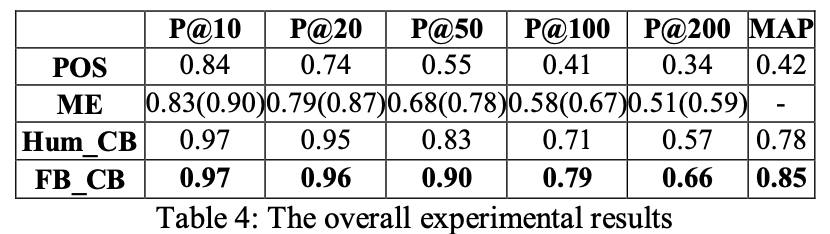 P@10 P@20 P@50 P@100 P@200 MAP
POS 0.84 0.74 0.55 0.41 0.34 0.42
ME 0.83(0.90) 0.79(0.87) 0.68(0.78) 0.58(0.67) 0.51(0.59) -
Hum_CB 0.97 0.95 0.83 0.71 0.57 0.78
FB_CB 0.97 0.96 0.90 0.79 0.66 0.85
Table 4: The overall experimental results